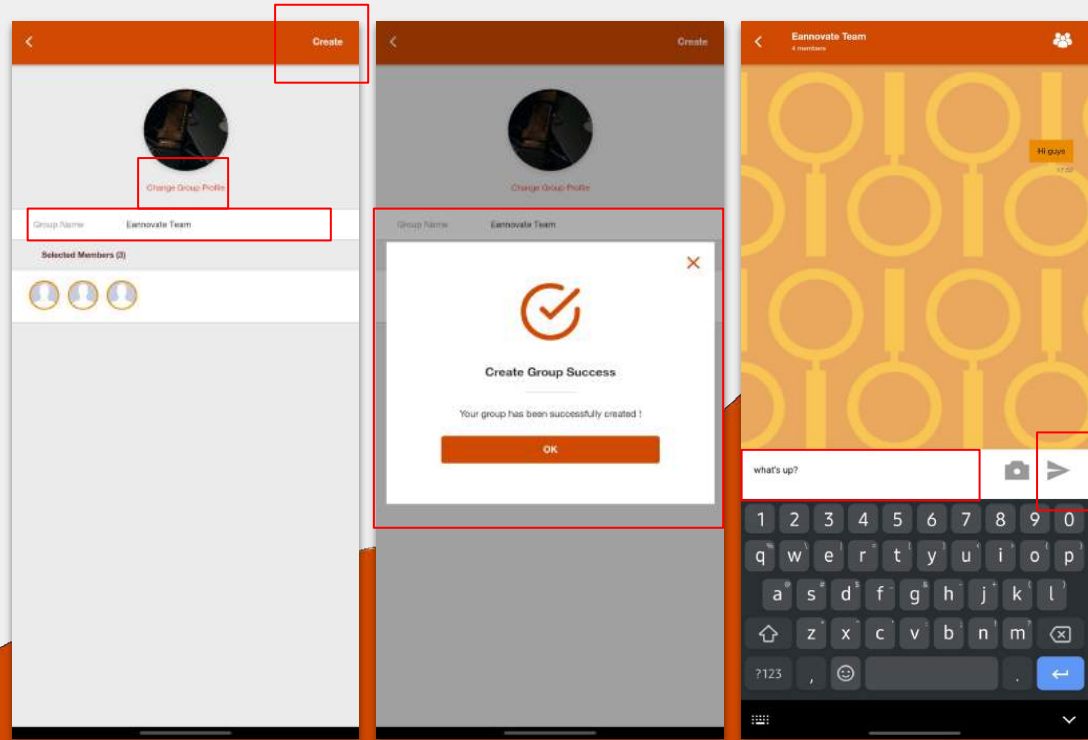 Create
Change Group Profile
Group Name
Eannovate Team
Selected Members (3)
Create
Change Group Profile
Group Name
Eannovate Team
Create Group Success
Your group has been successfully created !
OK
Eannovate Team
4 members
Hi guys
what's up?
1 2 3 4 5 6 7 8 9 0
q w e r t y u i o p
a s d f g h j k l
z x c v b n m
?123 , .